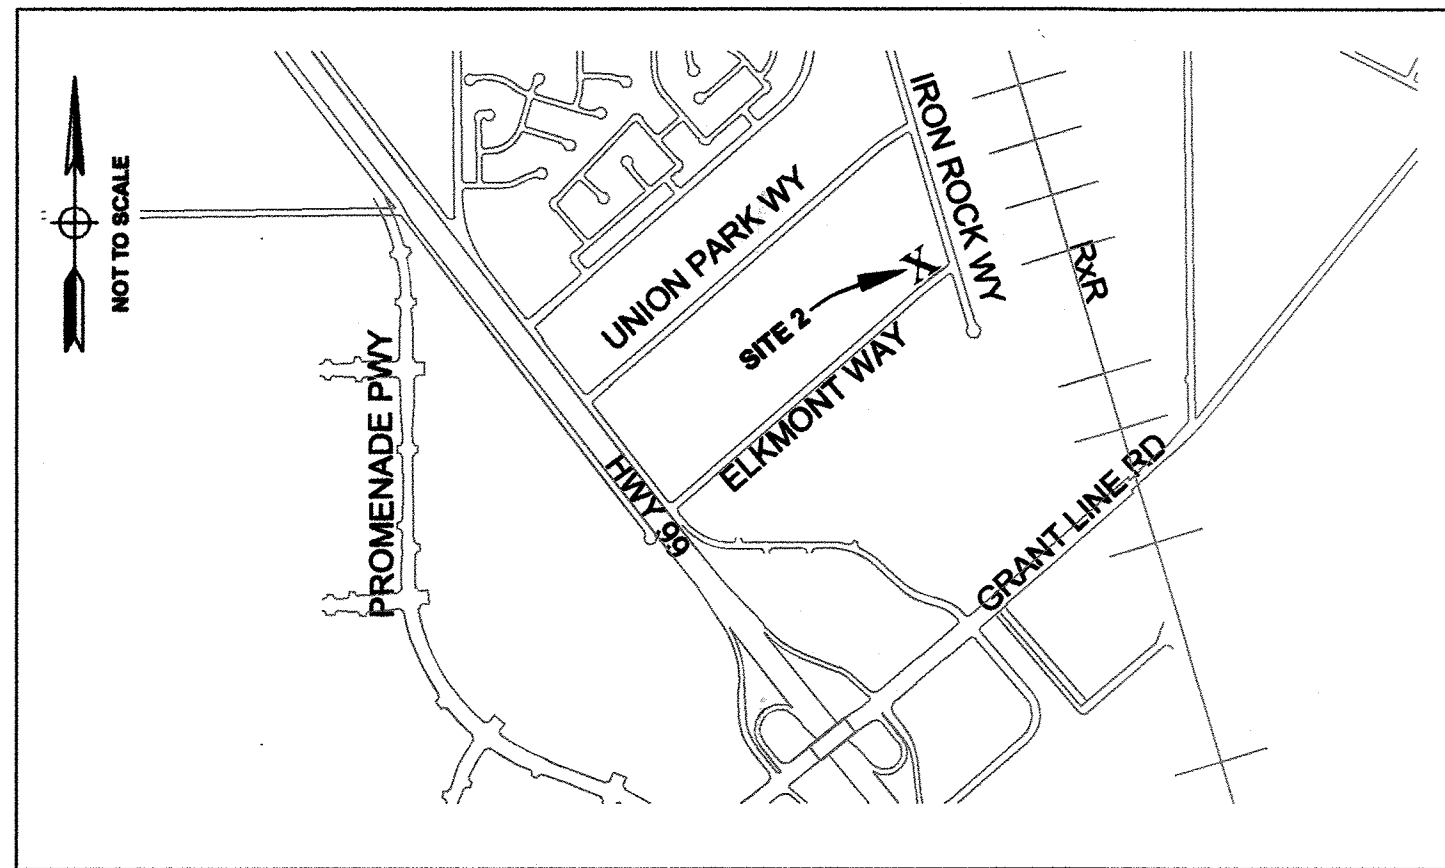 NOT TO SCALE
IRON ROCK WY
UNION PARK WY
RxR
SITE 2
X
ELKMONT WAY
PROMENADE PWY
HWY 99
GRANT LINE RD